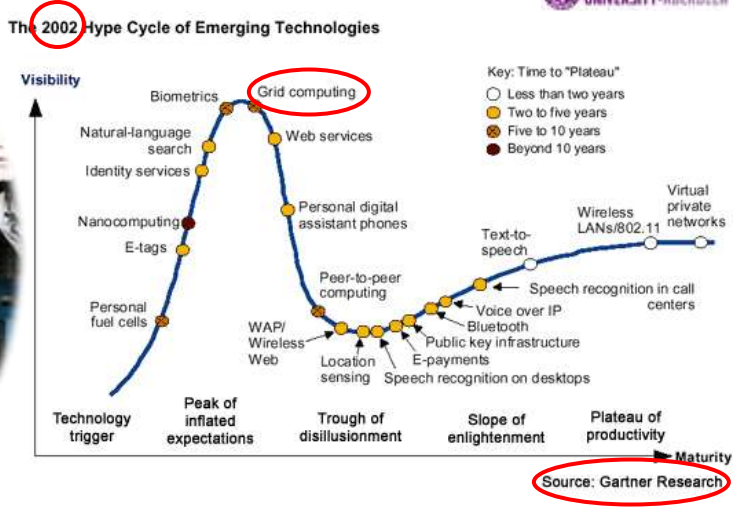 UNIVERSITY OF ABERDEEN
The 2002 Hype Cycle of Emerging Technologies
Visibility
Key: Time to "Plateau"
Less than two years
Two to five years
Five to 10 years
Beyond 10 years
Biometrics
Grid computing
Natural-language
search
Web services
Identity services
Nanocomputing
Personal digital
assistant phones
E-tags
Virtual
private
networks
Wireless
LANs/802.11
Text-to-
speech
Peer-to-peer
computing
Personal
fuel cells
Speech recognition in call
centers
Voice over IP
Bluetooth
Public key infrastructure
WAP/
Wireless
Web
Location
sensing
E-payments
Speech recognition on desktops
Technology
trigger
Peak of
inflated
expectations
Trough of
disillusionment
Slope of
enlightenment
Plateau of
productivity
Maturity
Source: Gartner Research